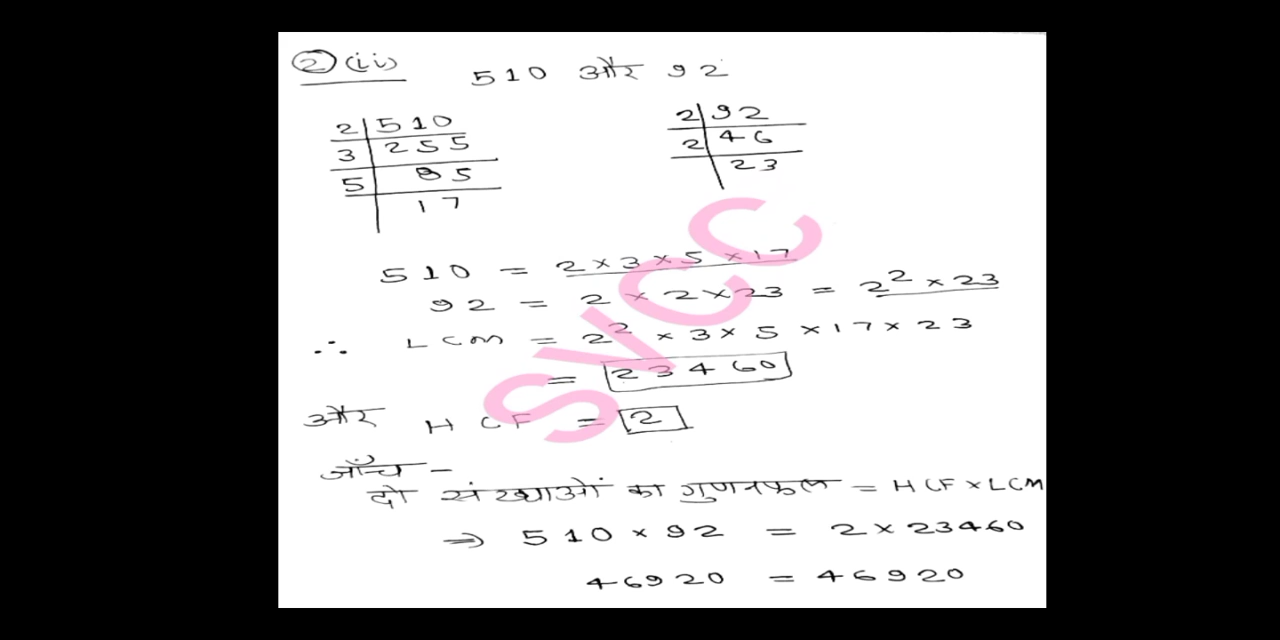 2 (ii) 510 और 92
2 | 510
3 | 255
5 | 85
17
2 | 92
2 | 46
23
510 = 2 × 3 × 5 × 17
92 = 2 × 2 × 23 = 2² × 23
∴ LCM = 2² × 3 × 5 × 17 × 23
= 23460
और HCF = 2
जाँच –
दो संख्याओं का गुणनफल = HCF × LCM
⇒ 510 × 92 = 2 × 23460
46920 = 46920
SVCC